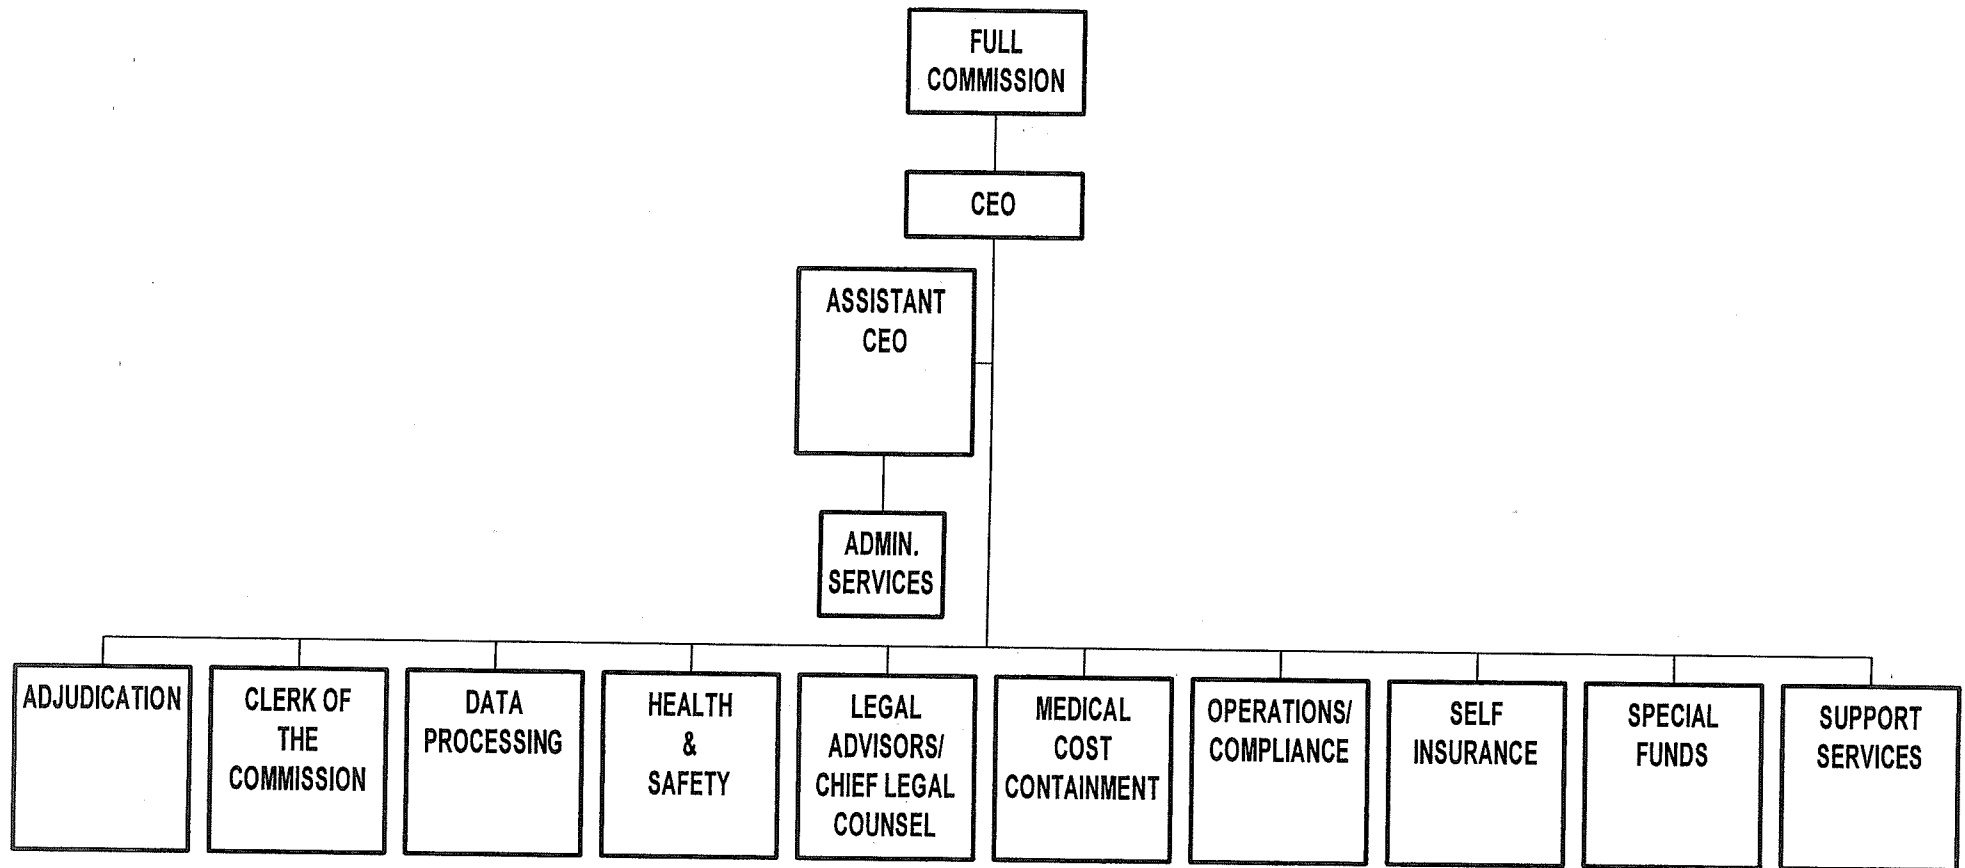 FULL
COMMISSION
CEO
ASSISTANT
CEO
ADMIN.
SERVICES
ADJUDICATION
CLERK OF
THE
COMMISSION
DATA
PROCESSING
HEALTH
&
SAFETY
LEGAL
ADVISORS/
CHIEF LEGAL
COUNSEL
MEDICAL
COST
CONTAINMENT
OPERATIONS/
COMPLIANCE
SELF
INSURANCE
SPECIAL
FUNDS
SUPPORT
SERVICES